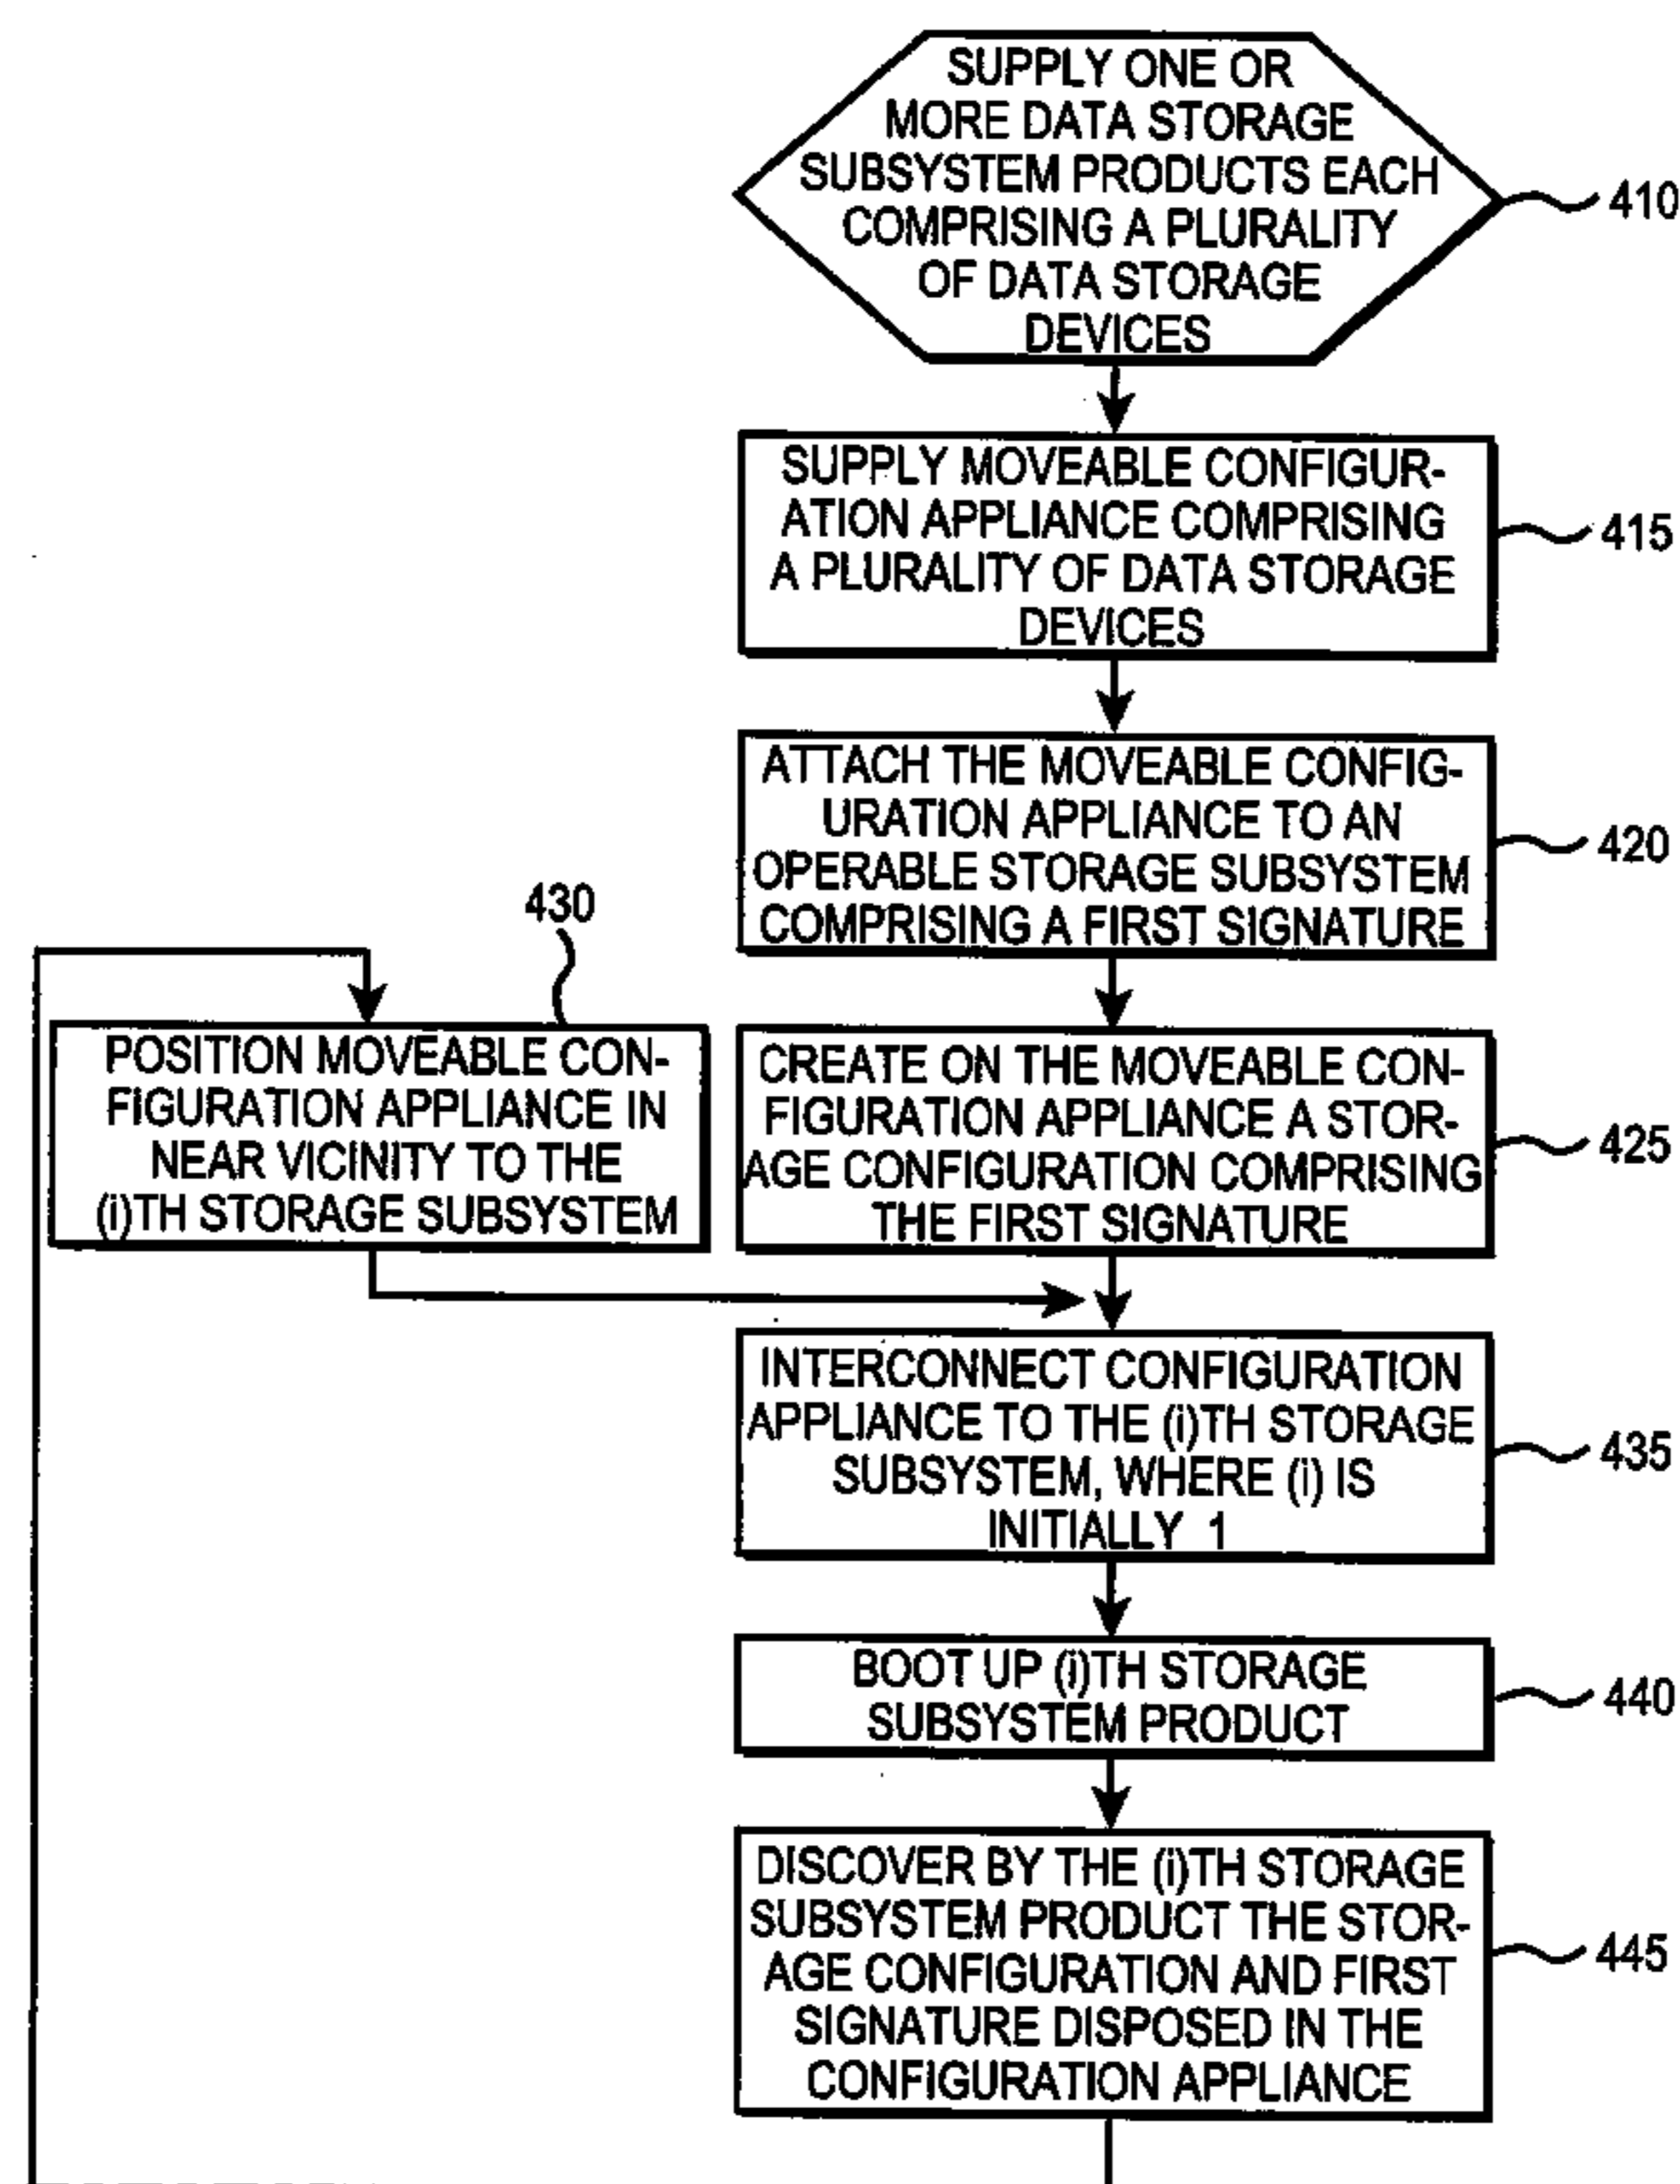 SUPPLY ONE OR
MORE DATA STORAGE
SUBSYSTEM PRODUCTS EACH
COMPRISING A PLURALITY
OF DATA STORAGE
DEVICES
410
SUPPLY MOVEABLE CONFIGUR-
ATION APPLIANCE COMPRISING
A PLURALITY OF DATA STORAGE
DEVICES
415
ATTACH THE MOVEABLE CONFIG-
URATION APPLIANCE TO AN
OPERABLE STORAGE SUBSYSTEM
COMPRISING A FIRST SIGNATURE
420
430
POSITION MOVEABLE CON-
FIGURATION APPLIANCE IN
NEAR VICINITY TO THE
(i)TH STORAGE SUBSYSTEM
CREATE ON THE MOVEABLE CON-
FIGURATION APPLIANCE A STOR-
AGE CONFIGURATION COMPRISING
THE FIRST SIGNATURE
425
INTERCONNECT CONFIGURATION
APPLIANCE TO THE (i)TH STORAGE
SUBSYSTEM, WHERE (i) IS
INITIALLY 1
435
BOOT UP (i)TH STORAGE
SUBSYSTEM PRODUCT
440
DISCOVER BY THE (i)TH STORAGE
SUBSYSTEM PRODUCT THE STOR-
AGE CONFIGURATION AND FIRST
SIGNATURE DISPOSED IN THE
CONFIGURATION APPLIANCE
445